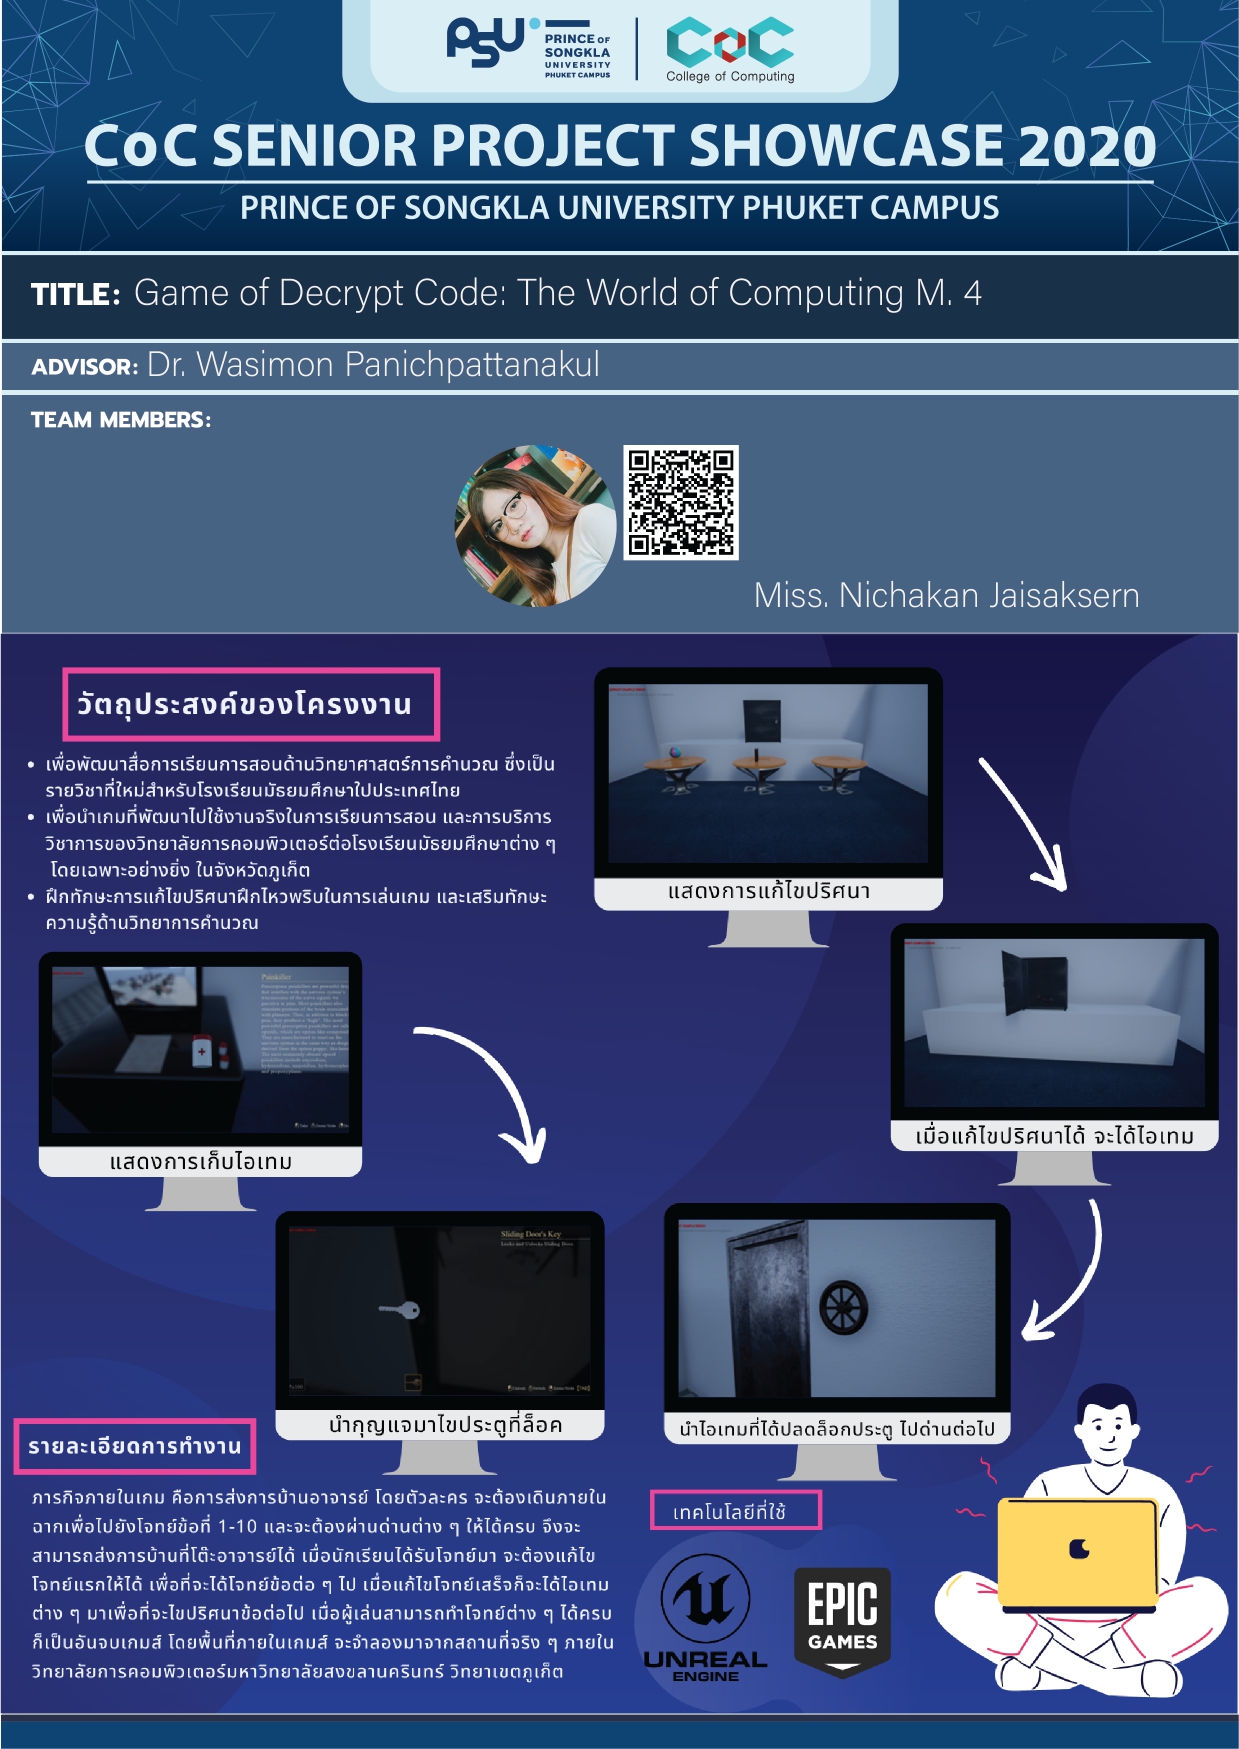 PSU
PRINCE OF
SONGKLA
UNIVERSITY
PHUKET CAMPUS
CoC
College of Computing
CoC SENIOR PROJECT SHOWCASE 2020
PRINCE OF SONGKLA UNIVERSITY PHUKET CAMPUS
TITLE: Game of Decrypt Code: The World of Computing M. 4
ADVISOR: Dr. Wasimon Panichpattanakul
TEAM MEMBERS:
Miss. Nichakan Jaisaksern
วัตถุประสงค์ของโครงงาน
• เพื่อพัฒนาสื่อการเรียนการสอนด้านวิทยาศาสตร์การคำนวณ ซึ่งเป็น
รายวิชาที่ใหม่สำหรับโรงเรียนมัธยมศึกษาใปประเทศไทย
• เพื่อนำเกมที่พัฒนาไปใช้งานจริงในการเรียนการสอน และการบริการ
วิชาการของวิทยาลัยการคอมพิวเตอร์ต่อโรงเรียนมัธยมศึกษาต่าง ๆ
โดยเฉพาะอย่างยิ่ง ในจังหวัดภูเก็ต
• ฝึกทักษะการแก้ไขปริศนาฝึกไหวพริบในการเล่นเกม และเสริมทักษะ
ความรู้ด้านวิทยาการคำนวณ
แสดงการแก้ไขปริศนา
เมื่อแก้ไขปริศนาได้ จะได้ไอเทม
Painkiller
แสดงการเก็บไอเทม
Sliding Door's Key
Locks and Unlocks Sliding Door
นำกุญแจมาไขประตูที่ล็อค
นำไอเทมที่ได้ปลดล็อกประตู ไปด่านต่อไป
รายละเอียดการทำงาน
ภารกิจภายในเกม คือการส่งการบ้านอาจารย์ โดยตัวละคร จะต้องเดินภายใน
ฉากเพื่อไปยังโจทย์ข้อที่ 1-10 และจะต้องผ่านด่านต่าง ๆ ให้ได้ครบ จึงจะ
สามารถส่งการบ้านที่โต๊ะอาจารย์ได้ เมื่อนักเรียนได้รับโจทย์มา จะต้องแก้ไข
โจทย์แรกให้ได้ เพื่อที่จะได้โจทย์ข้อต่อ ๆ ไป เมื่อแก้ไขโจทย์เสร็จก็จะได้ไอเทม
ต่าง ๆ มาเพื่อที่จะไขปริศนาข้อต่อไป เมื่อผู้เล่นสามารถทำโจทย์ต่าง ๆ ได้ครบ
ก็เป็นอันจบเกมส์ โดยพื้นที่ภายในเกมส์ จะจำลองมาจากสถานที่จริง ๆ ภายใน
วิทยาลัยการคอมพิวเตอร์มหาวิทยาลัยสงขลานครินทร์ วิทยาเขตภูเก็ต
เทคโนโลยีที่ใช้
UNREAL
ENGINE
EPIC
GAMES